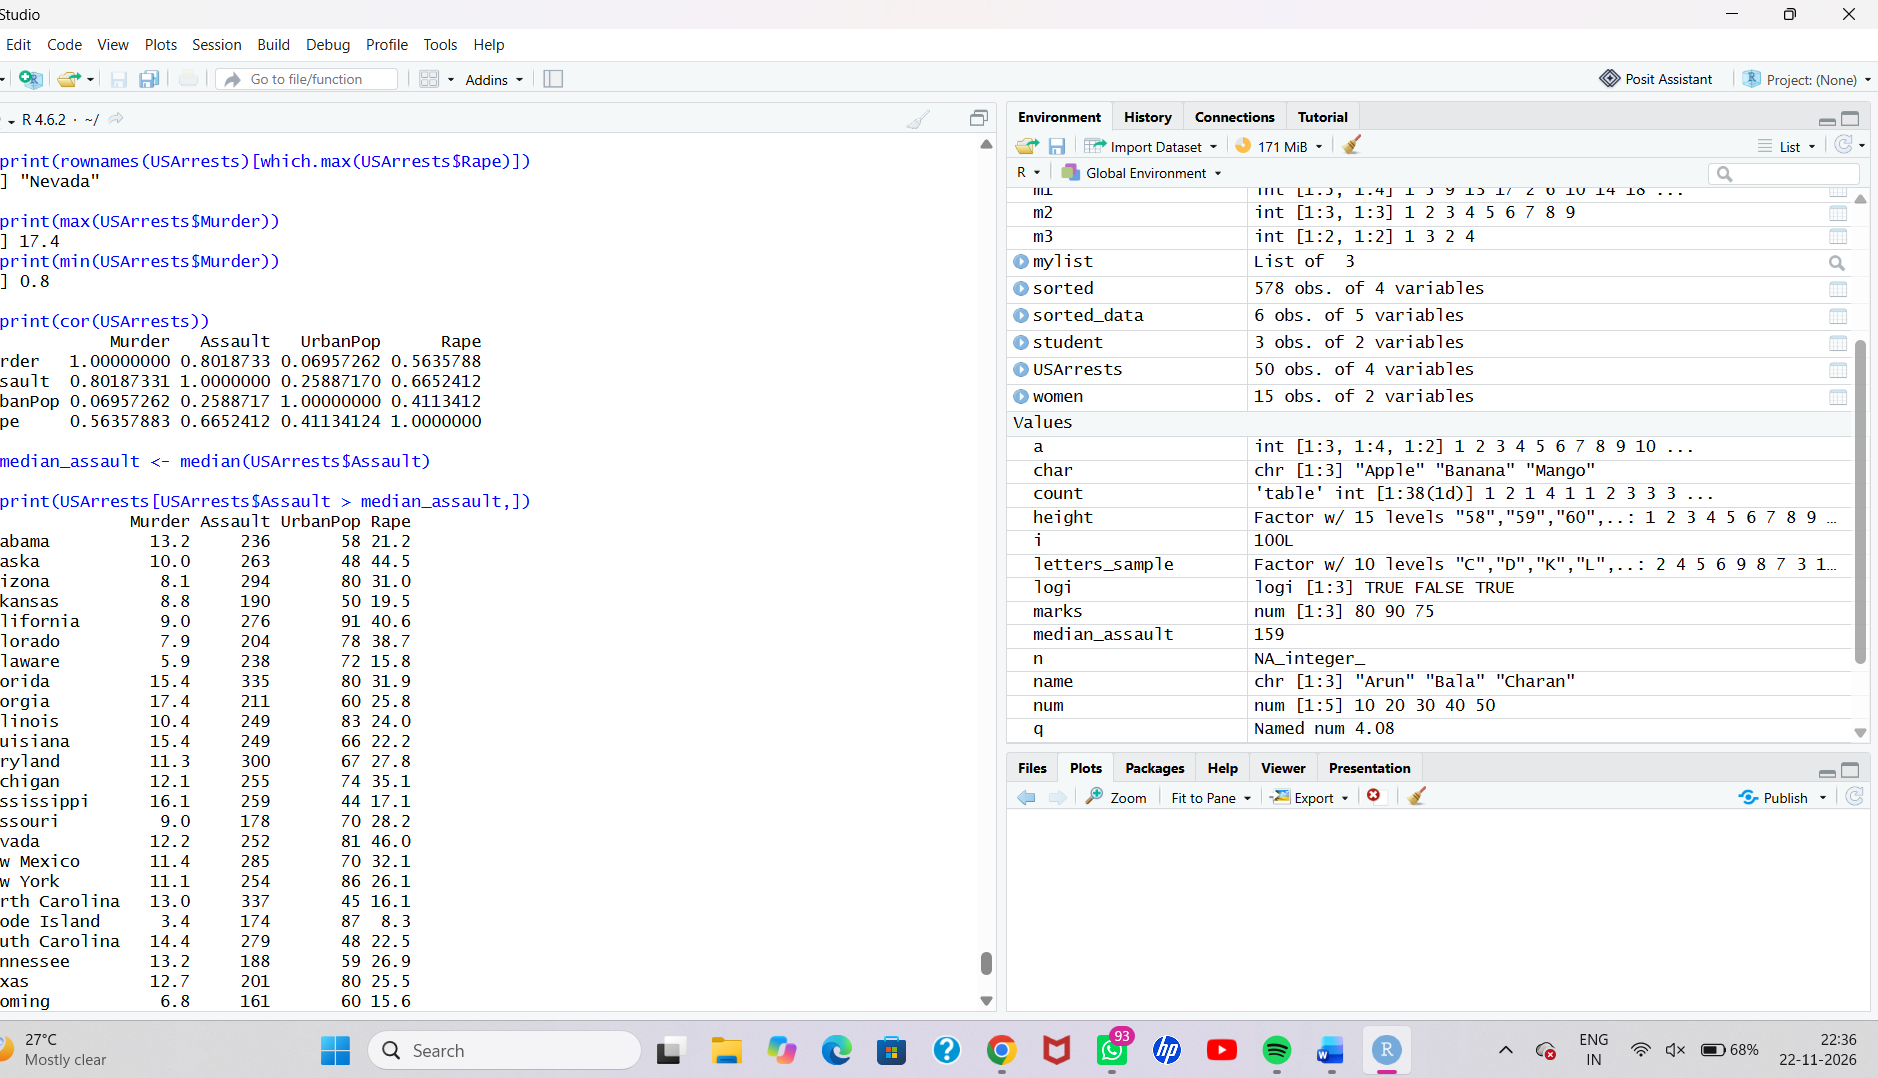 Studio
Edit Code View Plots Session Build Debug Profile Tools Help
Go to file/function Addins Posit Assistant Project: (None)
R 4.6.2 · ~/
print(rownames(USArrests)[which.max(USArrests$Rape)])
] "Nevada"
print(max(USArrests$Murder))
] 17.4
print(min(USArrests$Murder))
] 0.8
print(cor(USArrests))
Murder Assault UrbanPop Rape
rder 1.00000000 0.8018733 0.06957262 0.5635788
sault 0.80187331 1.0000000 0.25887170 0.6652412
banPop 0.06957262 0.2588717 1.00000000 0.4113412
pe 0.56357883 0.6652412 0.41134124 1.0000000
median_assault <- median(USArrests$Assault)
print(USArrests[USArrests$Assault > median_assault,])
Murder Assault UrbanPop Rape
abama 13.2 236 58 21.2
aska 10.0 263 48 44.5
izona 8.1 294 80 31.0
kansas 8.8 190 50 19.5
lifornia 9.0 276 91 40.6
lorado 7.9 204 78 38.7
laware 5.9 238 72 15.8
orida 15.4 335 80 31.9
orgia 17.4 211 60 25.8
linois 10.4 249 83 24.0
uisiana 15.4 249 66 22.2
ryland 11.3 300 67 27.8
chigan 12.1 255 74 35.1
ssissippi 16.1 259 44 17.1
ssouri 9.0 178 70 28.2
vada 12.2 252 81 46.0
w Mexico 11.4 285 70 32.1
w York 11.1 254 86 26.1
rth Carolina 13.0 337 45 16.1
ode Island 3.4 174 87 8.3
uth Carolina 14.4 279 48 22.5
nnessee 13.2 188 59 26.9
xas 12.7 201 80 25.5
oming 6.8 161 60 15.6
Environment History Connections Tutorial
Import Dataset 171 MiB List
R Global Environment
m1 int [1:5, 1:4] 1 5 9 13 17 2 6 10 14 18 ...
m2 int [1:3, 1:3] 1 2 3 4 5 6 7 8 9
m3 int [1:2, 1:2] 1 3 2 4
mylist List of 3
sorted 578 obs. of 4 variables
sorted_data 6 obs. of 5 variables
student 3 obs. of 2 variables
USArrests 50 obs. of 4 variables
women 15 obs. of 2 variables
Values
a int [1:3, 1:4, 1:2] 1 2 3 4 5 6 7 8 9 10 ...
char chr [1:3] "Apple" "Banana" "Mango"
count 'table' int [1:38(1d)] 1 2 1 4 1 1 2 3 3 3 ...
height Factor w/ 15 levels "58","59","60",..: 1 2 3 4 5 6 7 8 9 …
i 100L
letters_sample Factor w/ 10 levels "C","D","K","L",..: 2 4 5 6 9 8 7 3 1…
logi logi [1:3] TRUE FALSE TRUE
marks num [1:3] 80 90 75
median_assault 159
n NA_integer_
name chr [1:3] "Arun" "Bala" "Charan"
num num [1:5] 10 20 30 40 50
q Named num 4.08
Files Plots Packages Help Viewer Presentation
Zoom Fit to Pane Export Publish
27°C
Mostly clear
Search
93
hp
W
R
ENG
IN
68%
22:36
22-11-2026